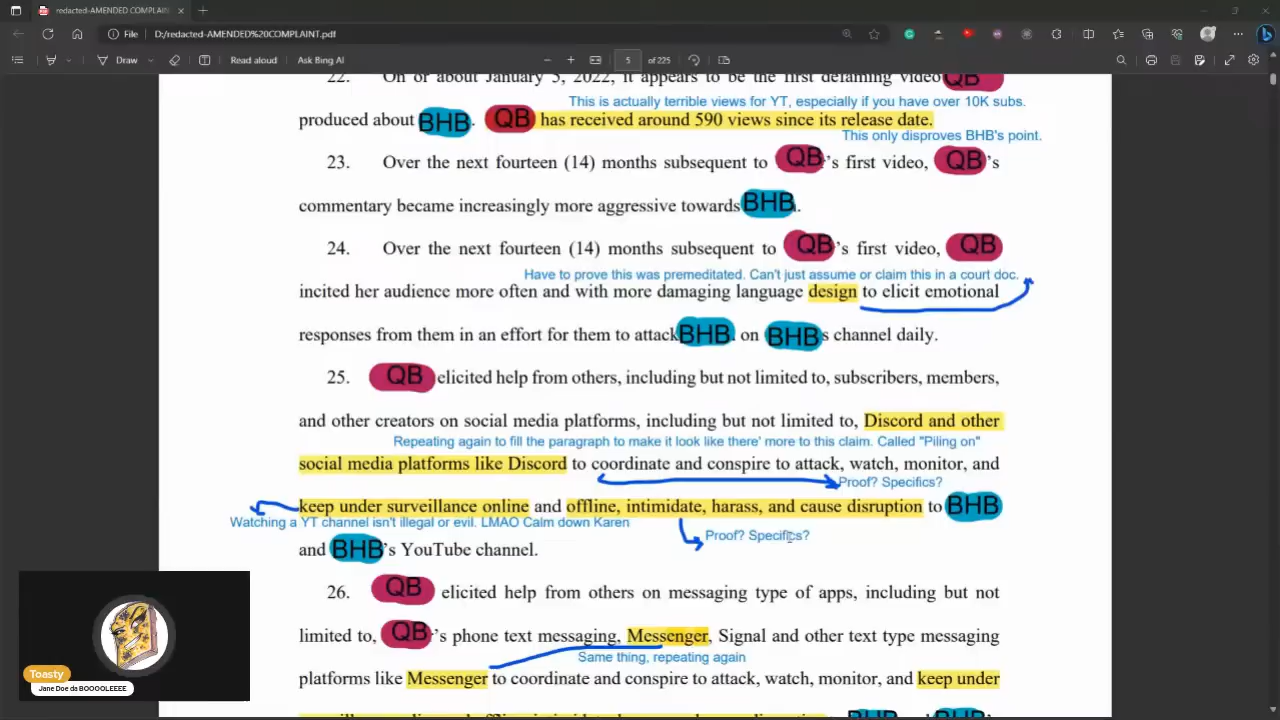 redacted-AMENDED COMPLAINT.pdf
File D:/redacted-AMENDED%20COMPLAINT.pdf
Draw Read aloud Ask Bing AI 5 of 225
22. On or about January 5, 2022, it appears to be the first defaming video QB
This is actually terrible views for YT, especially if you have over 10K subs.
produced about BHB. QB has received around 590 views since its release date.
This only disproves BHB's point.
23. Over the next fourteen (14) months subsequent to QB's first video, QB's
commentary became increasingly more aggressive towards BHB.
24. Over the next fourteen (14) months subsequent to QB's first video, QB
Have to prove this was premeditated. Can't just assume or claim this in a court doc.
incited her audience more often and with more damaging language design to elicit emotional
responses from them in an effort for them to attack BHB. on BHB s channel daily.
25. QB elicited help from others, including but not limited to, subscribers, members,
and other creators on social media platforms, including but not limited to, Discord and other
Repeating again to fill the paragraph to make it look like there' more to this claim. Called "Piling on"
social media platforms like Discord to coordinate and conspire to attack, watch, monitor, and
Proof? Specifics?
keep under surveillance online and offline, intimidate, harass, and cause disruption to BHB
Watching a YT channel isn't illegal or evil. LMAO Calm down Karen
Proof? Specifics?
and BHB's YouTube channel.
26. QB elicited help from others on messaging type of apps, including but not
limited to, QB's phone text messaging, Messenger, Signal and other text type messaging
Same thing, repeating again
platforms like Messenger to coordinate and conspire to attack, watch, monitor, and keep under
Toasty
Jane Doe da BOOOOLEEEE